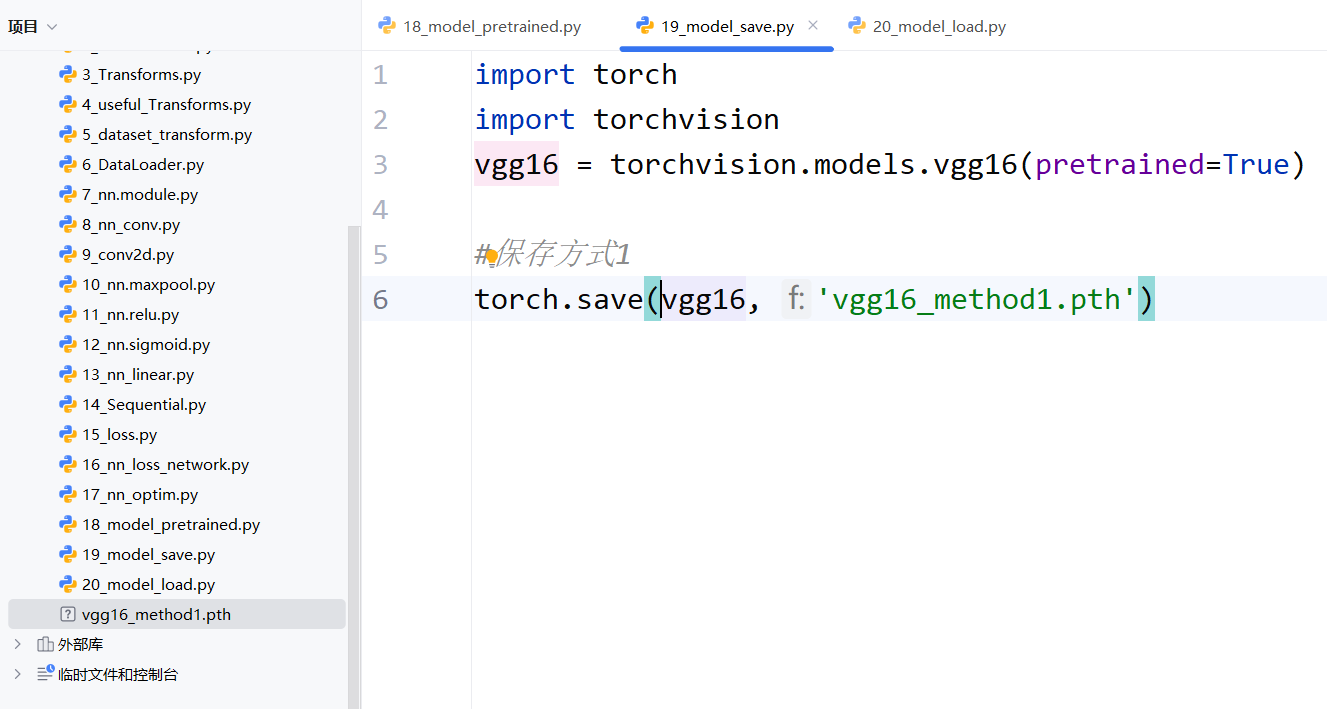 项目
18_model_pretrained.py
19_model_save.py
20_model_load.py
3_Transforms.py
4_useful_Transforms.py
5_dataset_transform.py
6_DataLoader.py
7_nn.module.py
8_nn_conv.py
9_conv2d.py
10_nn.maxpool.py
11_nn.relu.py
12_nn.sigmoid.py
13_nn_linear.py
14_Sequential.py
15_loss.py
16_nn_loss_network.py
17_nn_optim.py
18_model_pretrained.py
19_model_save.py
20_model_load.py
vgg16_method1.pth
外部库
临时文件和控制台
1 import torch
2 import torchvision
3 vgg16 = torchvision.models.vgg16(pretrained=True)
4
5 #保存方式1
6 torch.save(vgg16, f: 'vgg16_method1.pth')